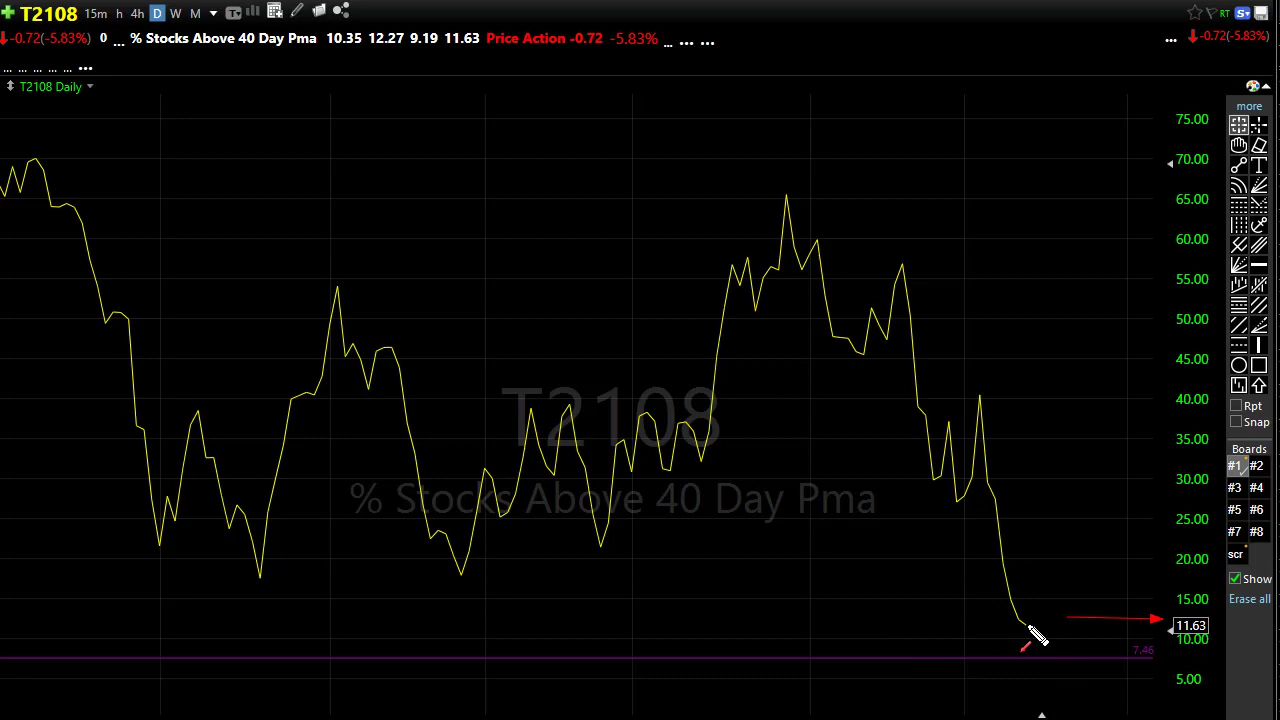 T2108 15m h 4h D W M T RT S
-0.72(-5.83%) 0 ... % Stocks Above 40 Day Pma 10.35 12.27 9.19 11.63 Price Action -0.72 -5.83% ... ... ... ... -0.72(-5.83%)
... ... ... ... ... ...
T2108 Daily
more
75.00
70.00
65.00
60.00
55.00
50.00
45.00
40.00
35.00
30.00
25.00
20.00
15.00
11.63
10.00
7.46
5.00
T2108
% Stocks Above 40 Day Pma
T
Rpt
Snap
Boards
#1 #2
#3 #4
#5 #6
#7 #8
scr
Show
Erase all